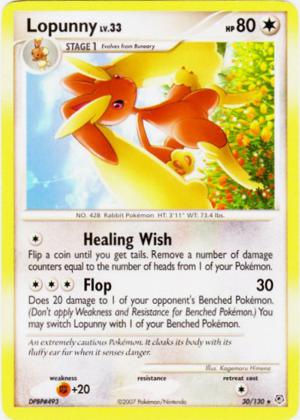 Lopunny LV.33 HP 80
STAGE 1 Evolves from Buneary
NO. 428 Rabbit Pokémon HT: 3'11" WT: 73.4 lbs.
Healing Wish
Flip a coin until you get tails. Remove a number of damage
counters equal to the number of heads from 1 of your Pokémon.
Flop 30
Does 20 damage to 1 of your opponent's Benched Pokémon.
(Don't apply Weakness and Resistance for Benched Pokémon.) You
may switch Lopunny with 1 of your Benched Pokémon.
An extremely cautious Pokémon. It cloaks its body with its
fluffy ear fur when it senses danger.
Illus. Kagemaru Himeno
weakness resistance retreat cost
+20
DPBP#493 ©2007 Pokémon/Nintendo 30/130 ★